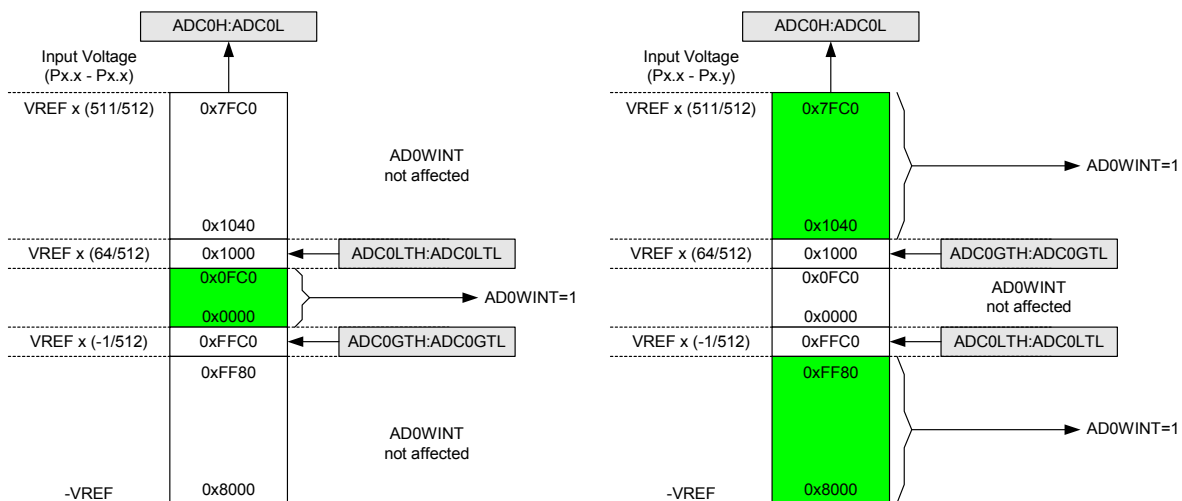 ADC0H:ADC0L
Input Voltage
(Px.x - Px.x)
VREF x (511/512)
0x7FC0
AD0WINT
not affected
0x1040
VREF x (64/512)
0x1000
ADC0LTH:ADC0LTL
0x0FC0
AD0WINT=1
0x0000
VREF x (-1/512)
0xFFC0
ADC0GTH:ADC0GTL
0xFF80
AD0WINT
not affected
-VREF
0x8000
ADC0H:ADC0L
Input Voltage
(Px.x - Px.y)
VREF x (511/512)
0x7FC0
AD0WINT=1
0x1040
VREF x (64/512)
0x1000
ADC0GTH:ADC0GTL
0x0FC0
AD0WINT
not affected
0x0000
VREF x (-1/512)
0xFFC0
ADC0LTH:ADC0LTL
0xFF80
AD0WINT=1
-VREF
0x8000